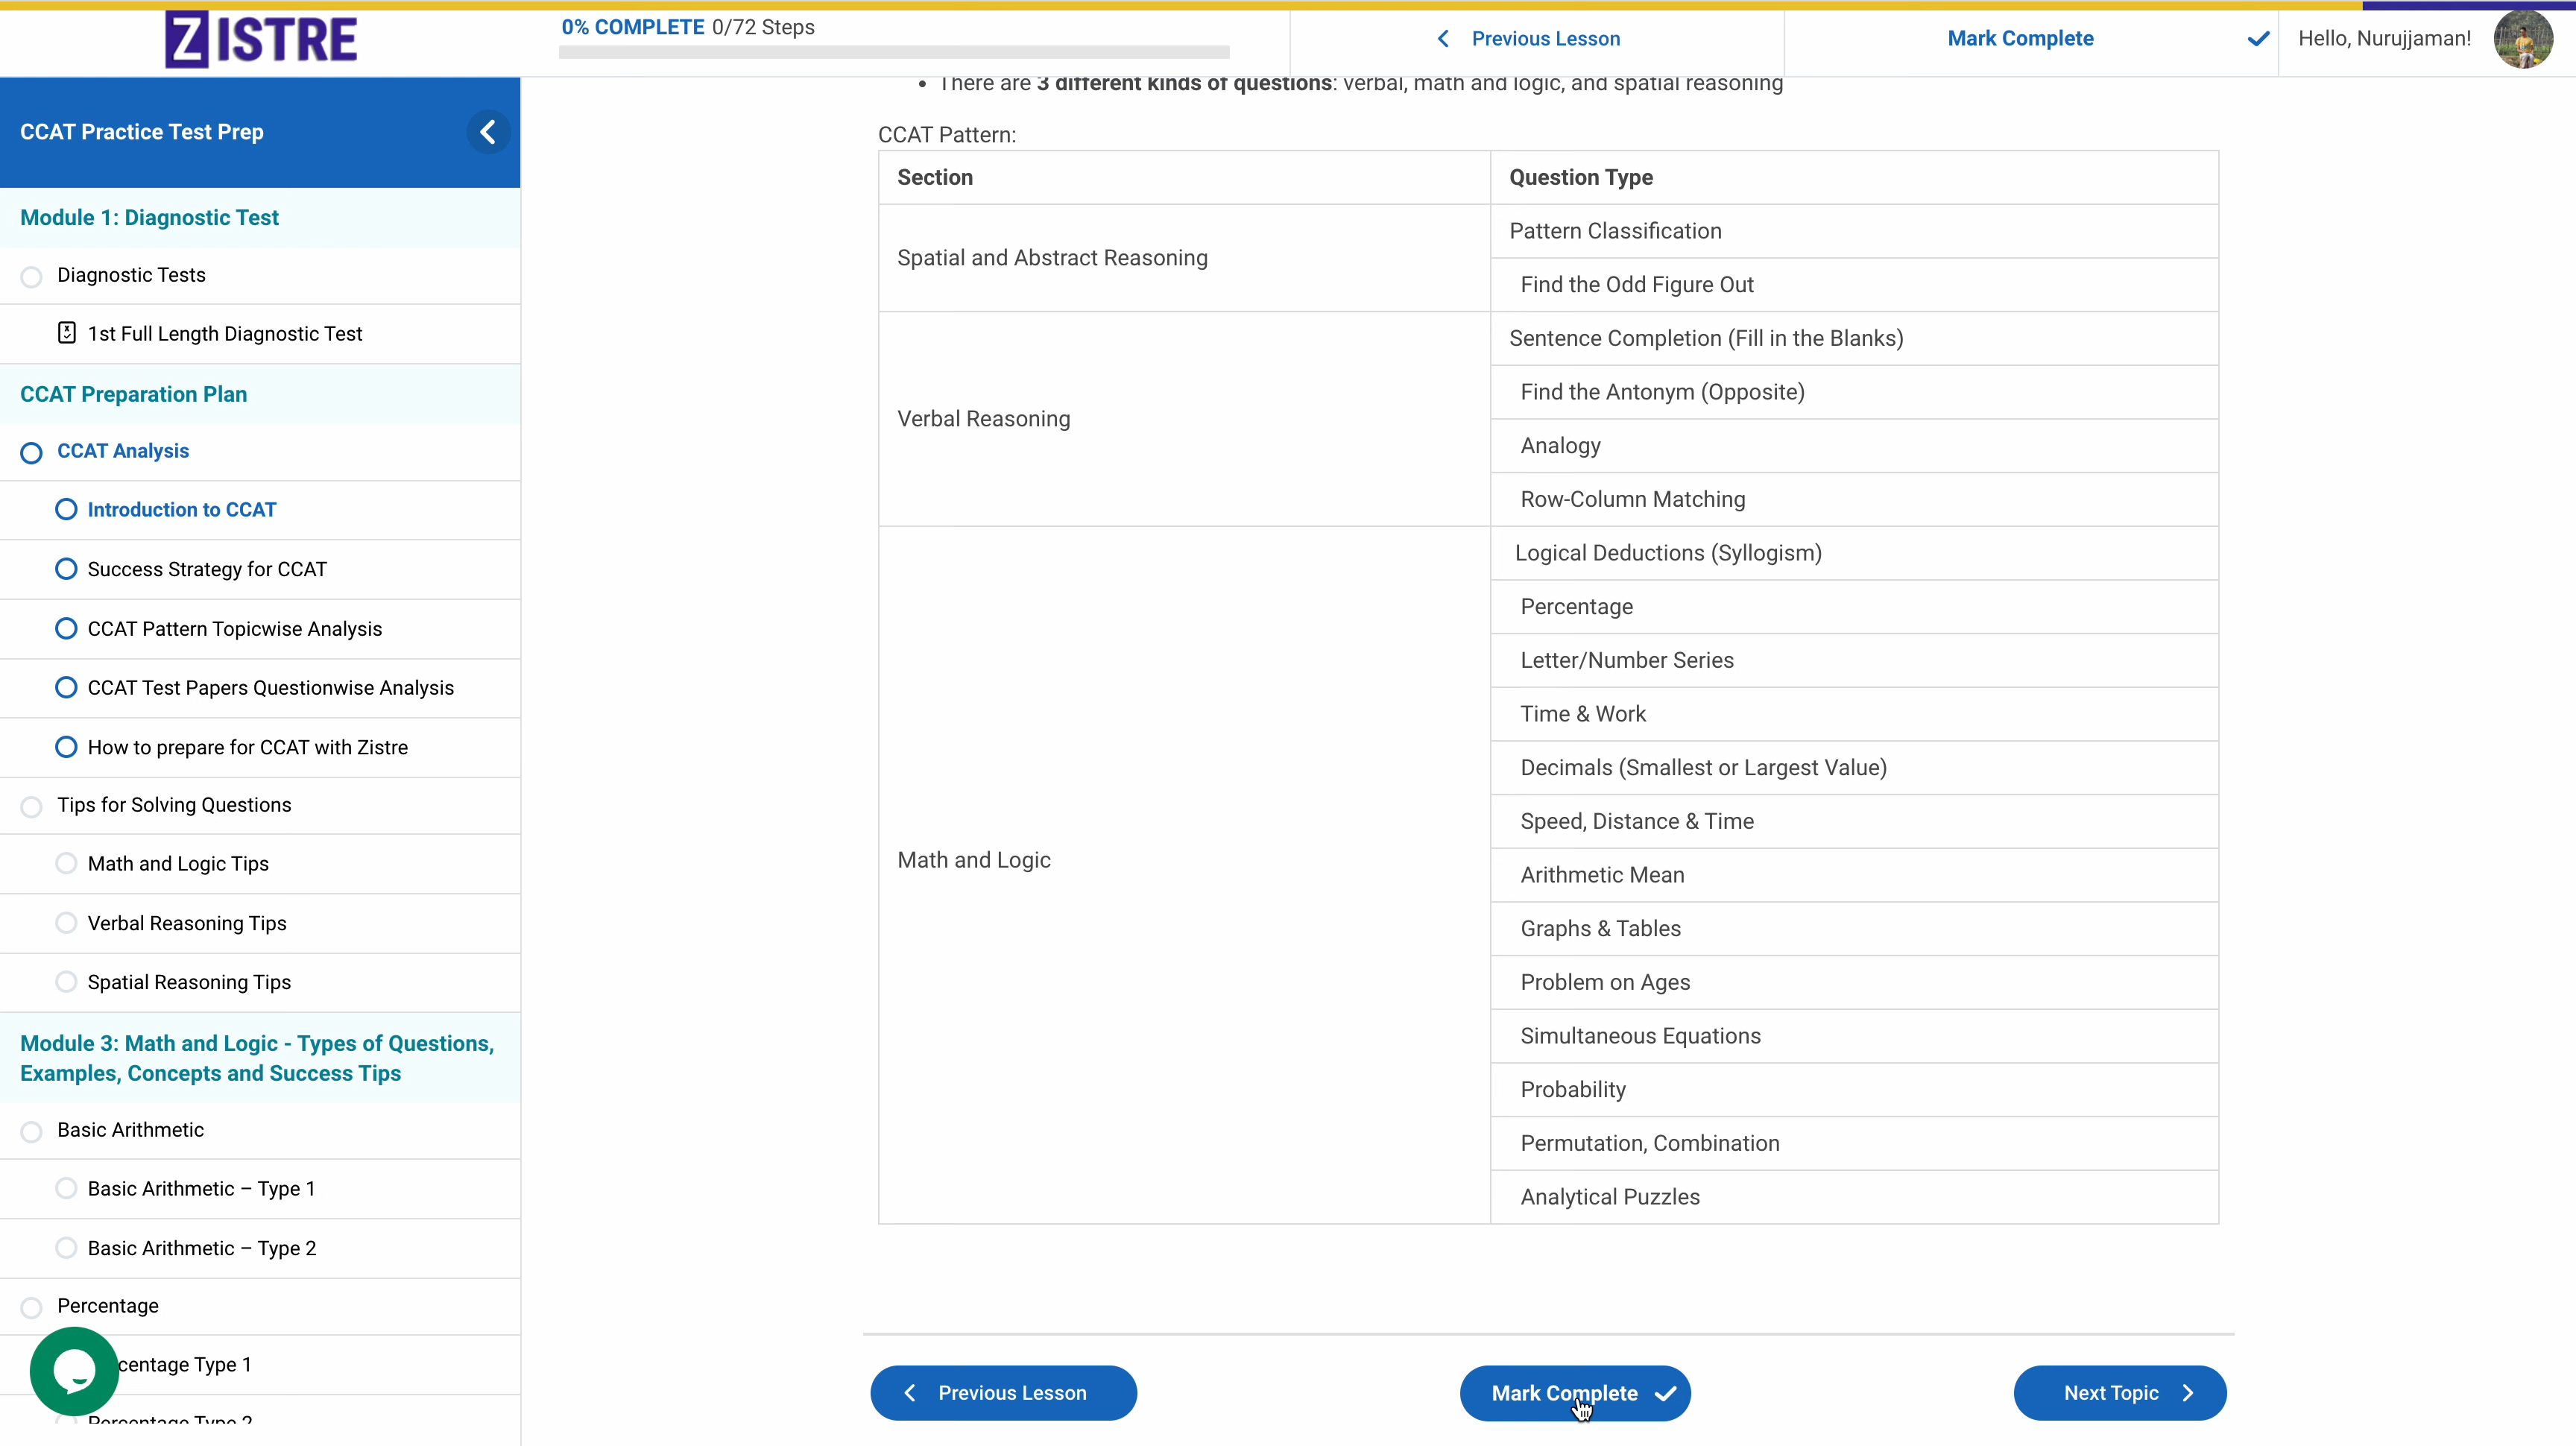 ZISTRE
0% COMPLETE 0/72 Steps
Previous Lesson
Mark Complete
Hello, Nurujjaman!
CCAT Practice Test Prep
Module 1: Diagnostic Test
Diagnostic Tests
1st Full Length Diagnostic Test
CCAT Preparation Plan
CCAT Analysis
Introduction to CCAT
Success Strategy for CCAT
CCAT Pattern Topicwise Analysis
CCAT Test Papers Questionwise Analysis
How to prepare for CCAT with Zistre
Tips for Solving Questions
Math and Logic Tips
Verbal Reasoning Tips
Spatial Reasoning Tips
Module 3: Math and Logic - Types of Questions,
Examples, Concepts and Success Tips
Basic Arithmetic
Basic Arithmetic – Type 1
Basic Arithmetic – Type 2
Percentage
centage Type 1
Percentage Type 2
• There are 3 different kinds of questions: verbal, math and logic, and spatial reasoning
CCAT Pattern:
Section
Question Type
Spatial and Abstract Reasoning
Pattern Classification
Find the Odd Figure Out
Verbal Reasoning
Sentence Completion (Fill in the Blanks)
Find the Antonym (Opposite)
Analogy
Row-Column Matching
Math and Logic
Logical Deductions (Syllogism)
Percentage
Letter/Number Series
Time & Work
Decimals (Smallest or Largest Value)
Speed, Distance & Time
Arithmetic Mean
Graphs & Tables
Problem on Ages
Simultaneous Equations
Probability
Permutation, Combination
Analytical Puzzles
Previous Lesson
Mark Complete
Next Topic